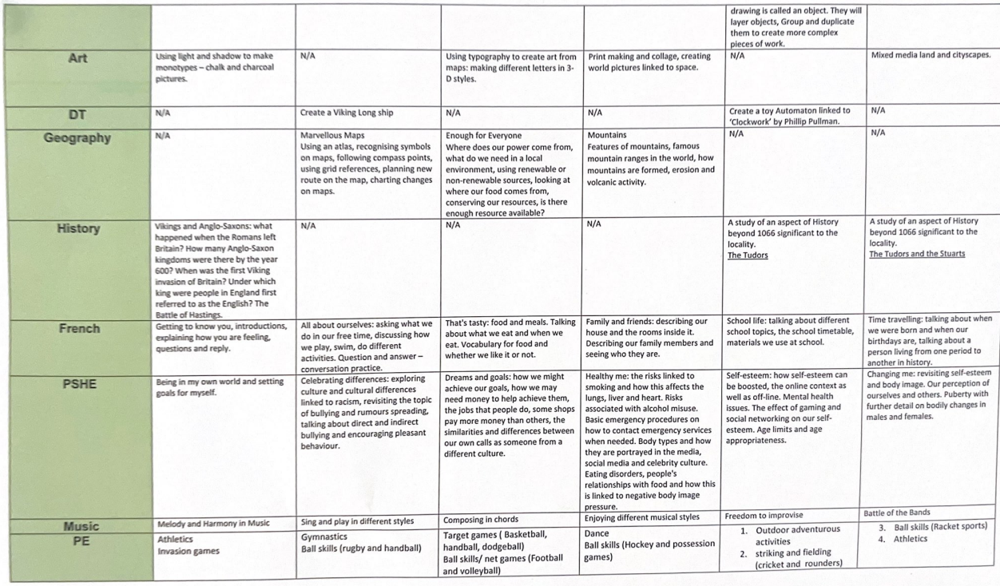 drawing is called an object. They will
layer objects, Group and duplicate
them to create more complex
pieces of work.
Art
Using light and shadow to make
monotypes – chalk and charcoal
pictures.
N/A
Using typography to create art from
maps: making different letters in 3-
D styles.
Print making and collage, creating
world pictures linked to space.
N/A
Mixed media land and cityscapes.
DT
N/A
Create a Viking Long ship
N/A
N/A
Create a toy Automaton linked to
'Clockwork' by Phillip Pullman.
N/A
Geography
N/A
Marvellous Maps
Using an atlas, recognising symbols
on maps, following compass points,
using grid references, planning new
route on the map, charting changes
on maps.
Enough for Everyone
Where does our power come from,
what do we need in a local
environment, using renewable or
non-renewable sources, looking at
where our food comes from,
conserving our resources, is there
enough resource available?
Mountains
Features of mountains, famous
mountain ranges in the world, how
mountains are formed, erosion and
volcanic activity.
N/A
N/A
History
Vikings and Anglo-Saxons: what
happened when the Romans left
Britain? How many Anglo-Saxon
kingdoms were there by the year
600? When was the first Viking
invasion of Britain? Under which
king were people in England first
referred to as the English? The
Battle of Hastings.
N/A
N/A
N/A
A study of an aspect of History
beyond 1066 significant to the
locality.
The Tudors
A study of an aspect of History
beyond 1066 significant to the
locality.
The Tudors and the Stuarts
French
Getting to know you, introductions,
explaining how you are feeling,
questions and reply.
All about ourselves: asking what we
do in our free time, discussing how
we play, swim, do different
activities. Question and answer –
conversation practice.
That's tasty: food and meals. Talking
about what we eat and when we
eat. Vocabulary for food and
whether we like it or not.
Family and friends: describing our
house and the rooms inside it.
Describing our family members and
seeing who they are.
School life: talking about different
school topics, the school timetable,
materials we use at school.
Time travelling: talking about when
we were born and when our
birthdays are, talking about a
person living from one period to
another in history.
PSHE
Being in my own world and setting
goals for myself.
Celebrating differences: exploring
culture and cultural differences
linked to racism, revisiting the topic
of bullying and rumours spreading,
talking about direct and indirect
bullying and encouraging pleasant
behaviour.
Dreams and goals: how we might
achieve our goals, how we may
need money to help achieve them,
the jobs that people do, some shops
pay more money than others, the
similarities and differences between
our own calls as someone from a
different culture.
Healthy me: the risks linked to
smoking and how this affects the
lungs, liver and heart. Risks
associated with alcohol misuse.
Basic emergency procedures on
how to contact emergency services
when needed. Body types and how
they are portrayed in the media,
social media and celebrity culture.
Eating disorders, people's
relationships with food and how this
is linked to negative body image
pressure.
Self-esteem: how self-esteem can
be boosted, the online context as
well as off-line. Mental health
issues. The effect of gaming and
social networking on our self-
esteem. Age limits and age
appropriateness.
Changing me: revisiting self-esteem
and body image. Our perception of
ourselves and others. Puberty with
further detail on bodily changes in
males and females.
Music
Melody and Harmony in Music
Sing and play in different styles
Composing in chords
Enjoying different musical styles
Freedom to improvise
Battle of the Bands
PE
Athletics
Invasion games
Gymnastics
Ball skills (rugby and handball)
Target games ( Basketball,
handball, dodgeball)
Ball skills/ net games (Football
and volleyball)
Dance
Ball skills (Hockey and possession
games)
1. Outdoor adventurous
activities
2. striking and fielding
(cricket and rounders)
3. Ball skills (Racket sports)
4. Athletics